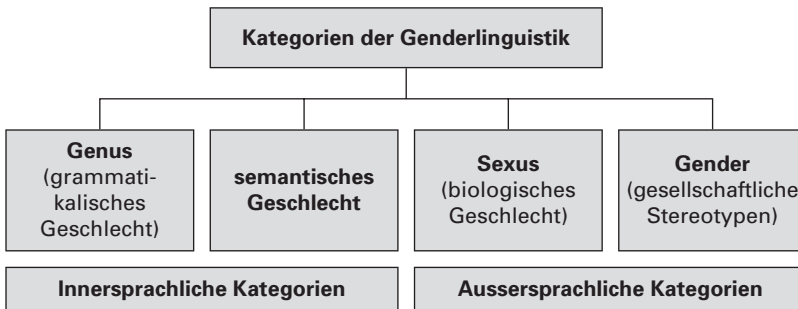 Kategorien der Genderlinguistik
Genus
(grammati-
kalisches
Geschlecht)
semantisches
Geschlecht
Sexus
(biologisches
Geschlecht)
Gender
(gesellschaftliche
Stereotypen)
Innersprachliche Kategorien
Aussersprachliche Kategorien